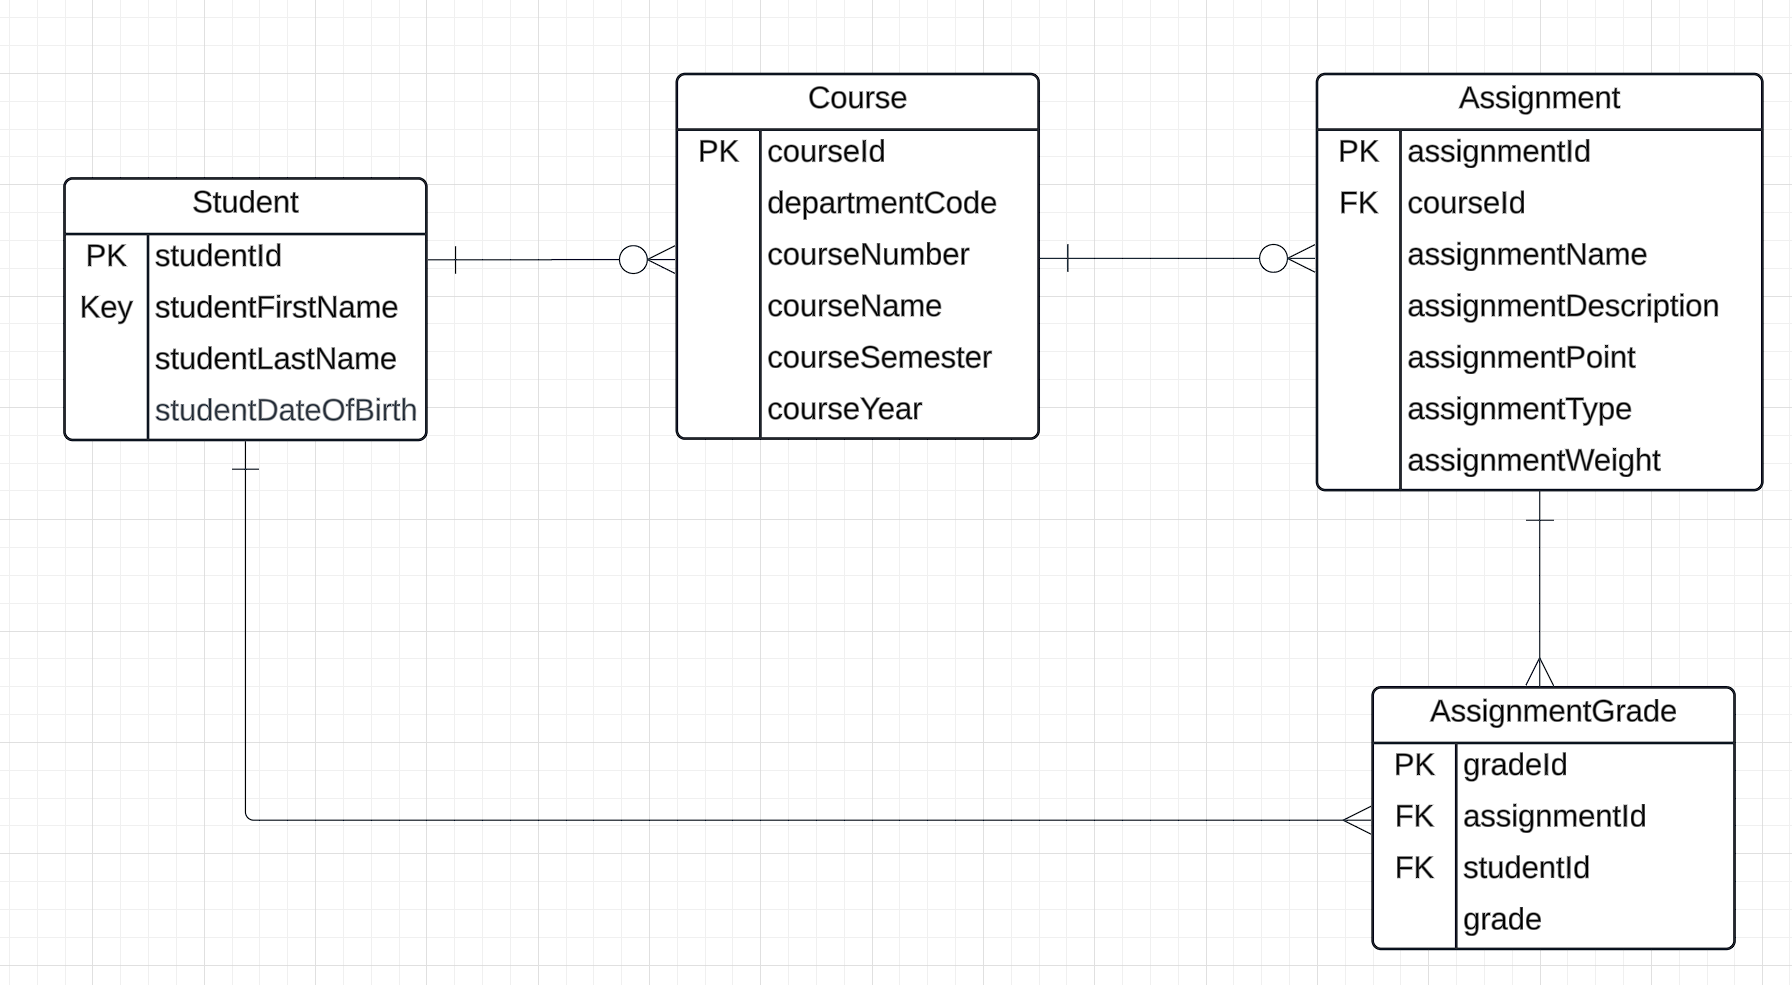 Student
PK studentId
Key studentFirstName
studentLastName
studentDateOfBirth
Course
PK courseId
departmentCode
courseNumber
courseName
courseSemester
courseYear
Assignment
PK assignmentId
FK courseId
assignmentName
assignmentDescription
assignmentPoint
assignmentType
assignmentWeight
AssignmentGrade
PK gradeId
FK assignmentId
FK studentId
grade